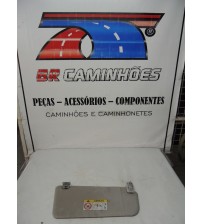 BR CAMINHÕES
PEÇAS – ACESSÓRIOS – COMPONENTES
CAMINHÕES E CAMINHONETES